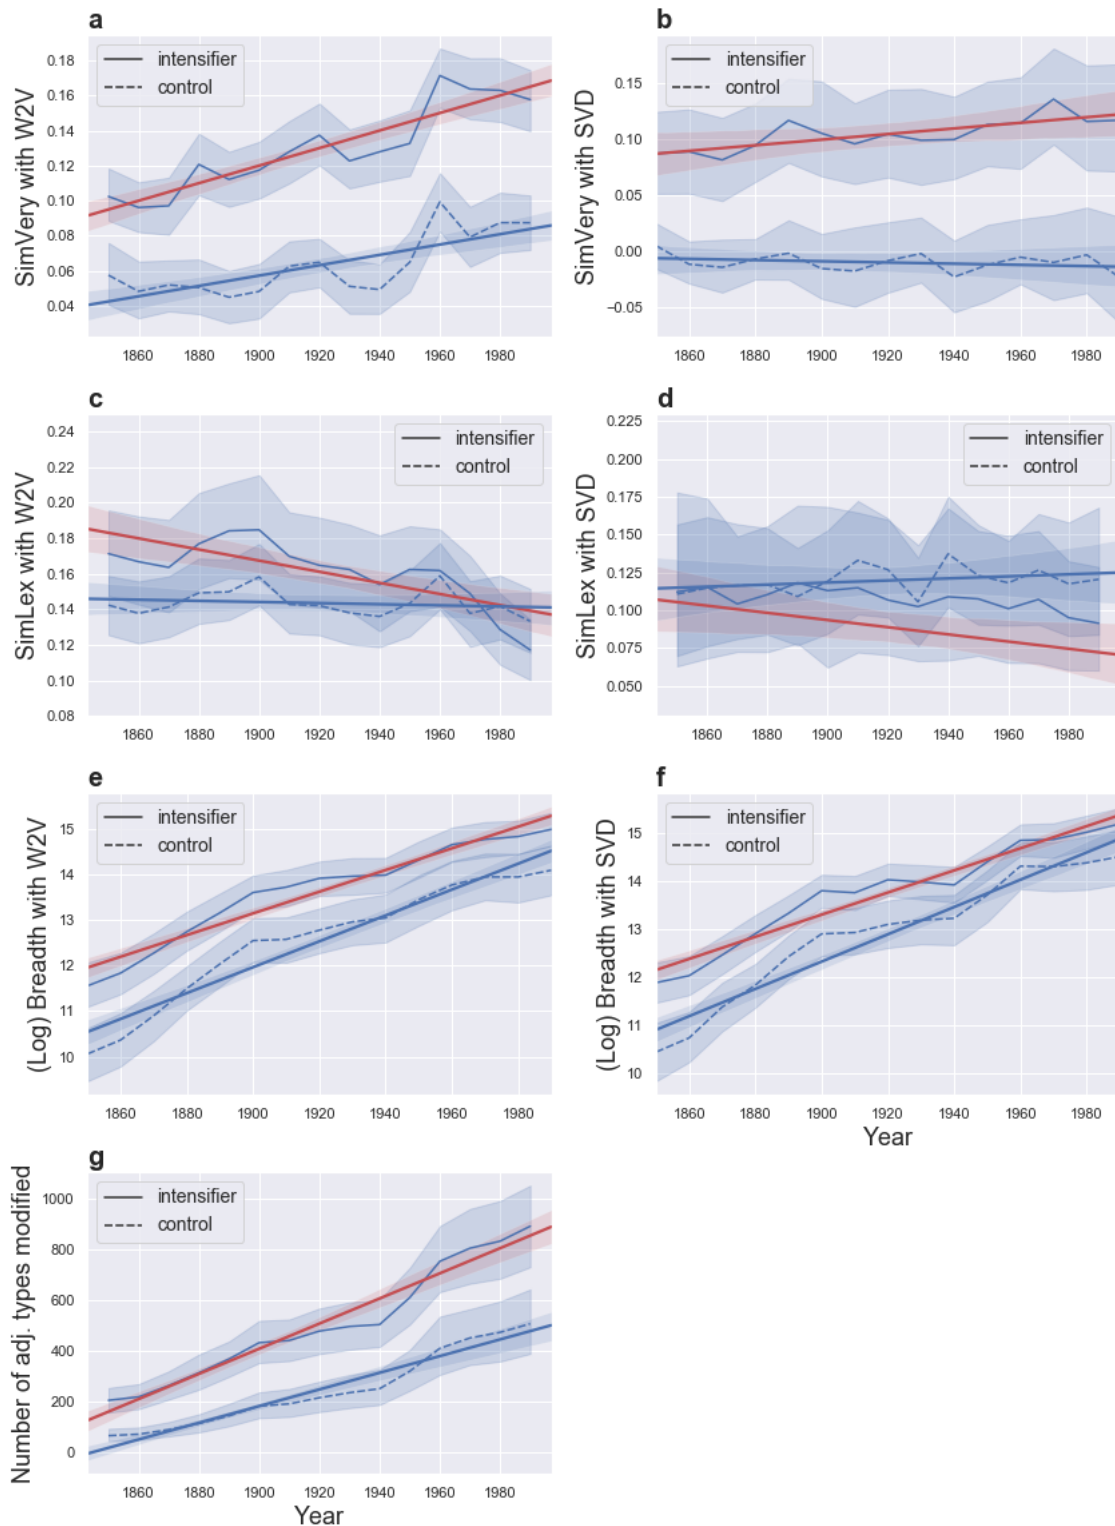 a
SimVery with W2V
intensifier
control
0.18
0.16
0.14
0.12
0.10
0.08
0.06
0.04
1860 1880 1900 1920 1940 1960 1980
b
SimVery with SVD
intensifier
control
0.15
0.10
0.05
0.00
−0.05
1860 1880 1900 1920 1940 1960 1980
c
SimLex with W2V
intensifier
control
0.24
0.22
0.20
0.18
0.16
0.14
0.12
0.10
0.08
1860 1880 1900 1920 1940 1960 1980
d
SimLex with SVD
intensifier
control
0.225
0.200
0.175
0.150
0.125
0.100
0.075
0.050
1860 1880 1900 1920 1940 1960 1980
e
(Log) Breadth with W2V
intensifier
control
15
14
13
12
11
10
1860 1880 1900 1920 1940 1960 1980
f
(Log) Breadth with SVD
intensifier
control
15
14
13
12
11
10
1860 1880 1900 1920 1940 1960 1980
Year
g
Number of adj. types modified
intensifier
control
1000
800
600
400
200
0
1860 1880 1900 1920 1940 1960 1980
Year